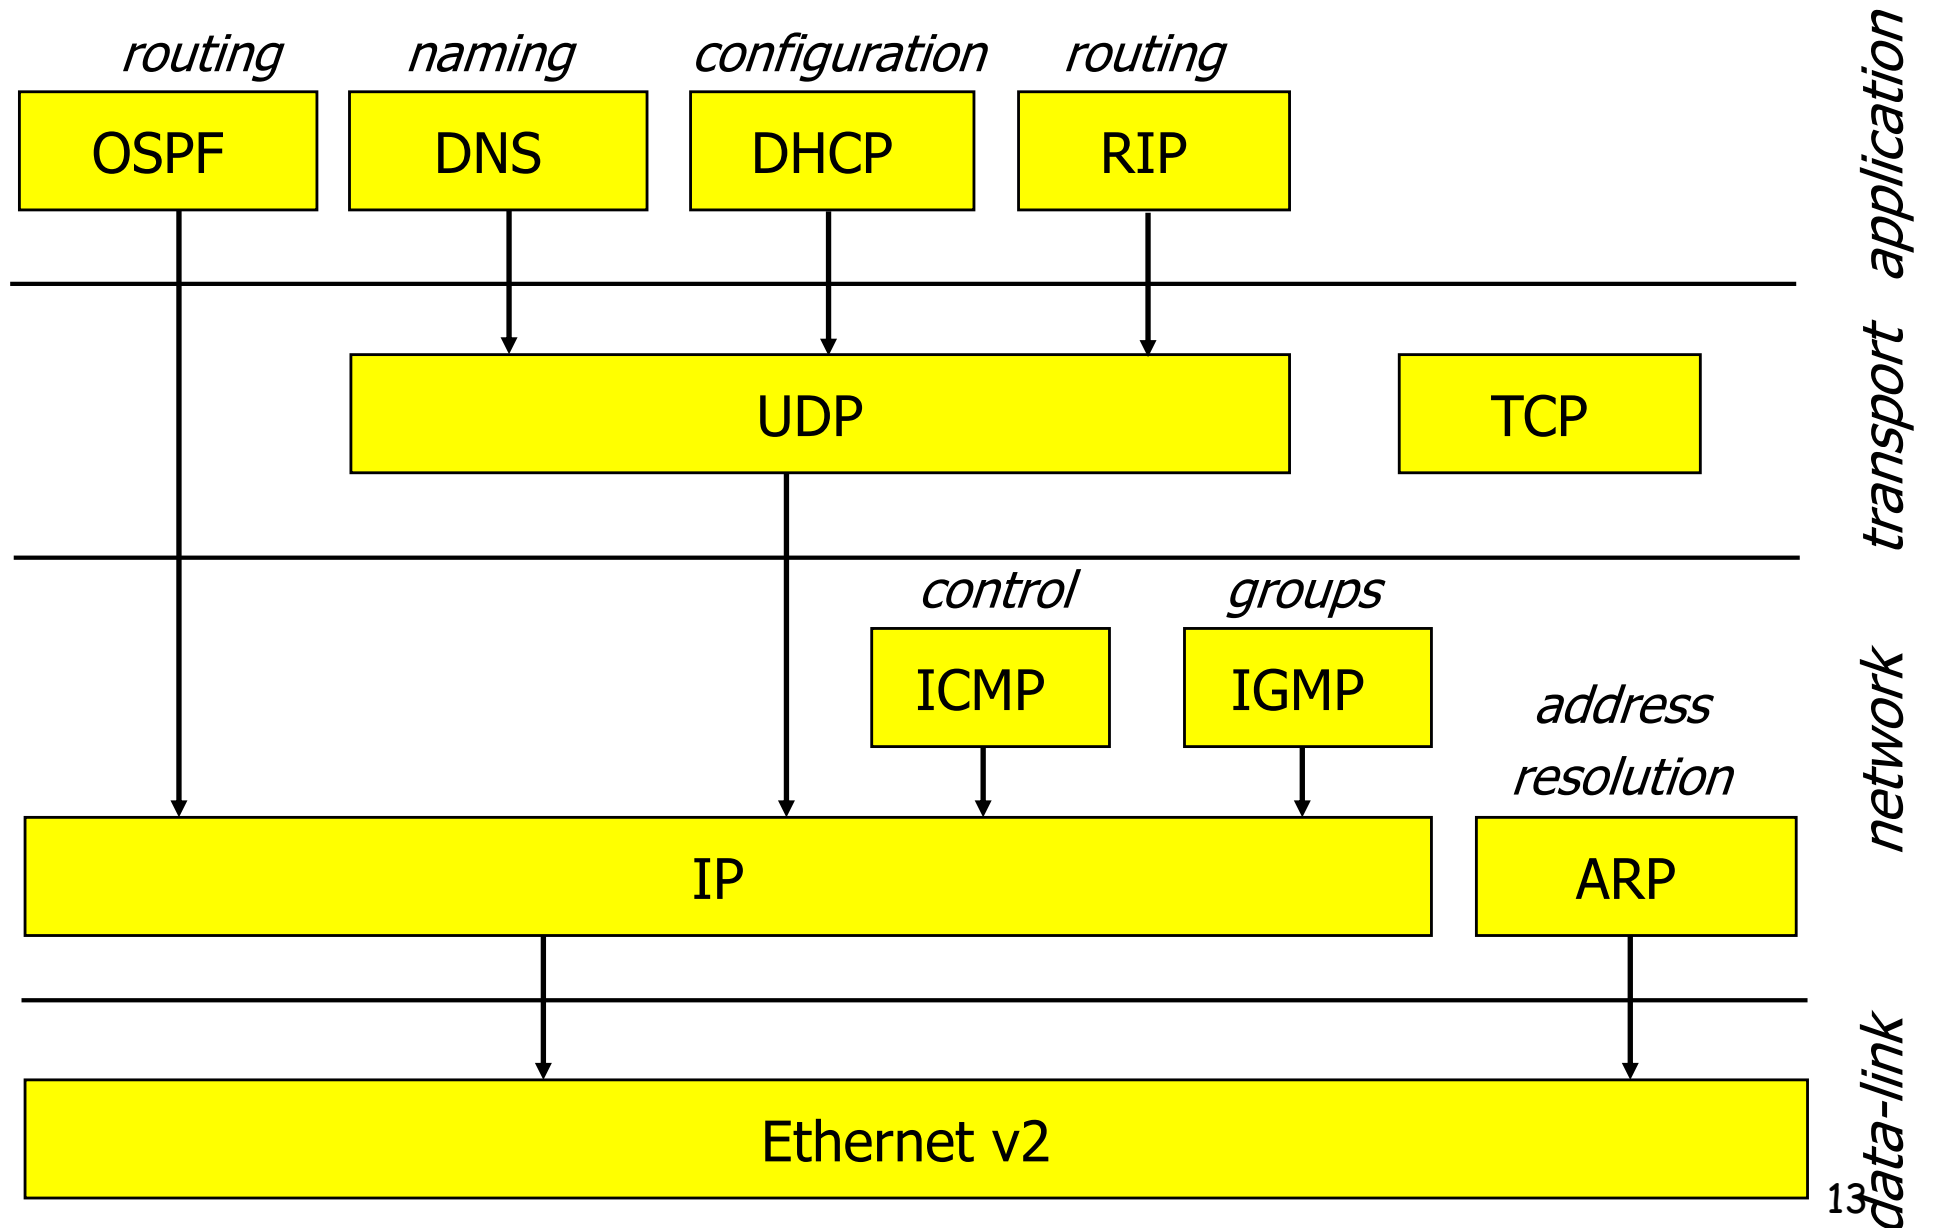 routing
naming
configuration
routing
OSPF
DNS
DHCP
RIP
application
UDP
TCP
transport
control
groups
ICMP
IGMP
address
resolution
network
IP
ARP
Ethernet v2
data-link
13